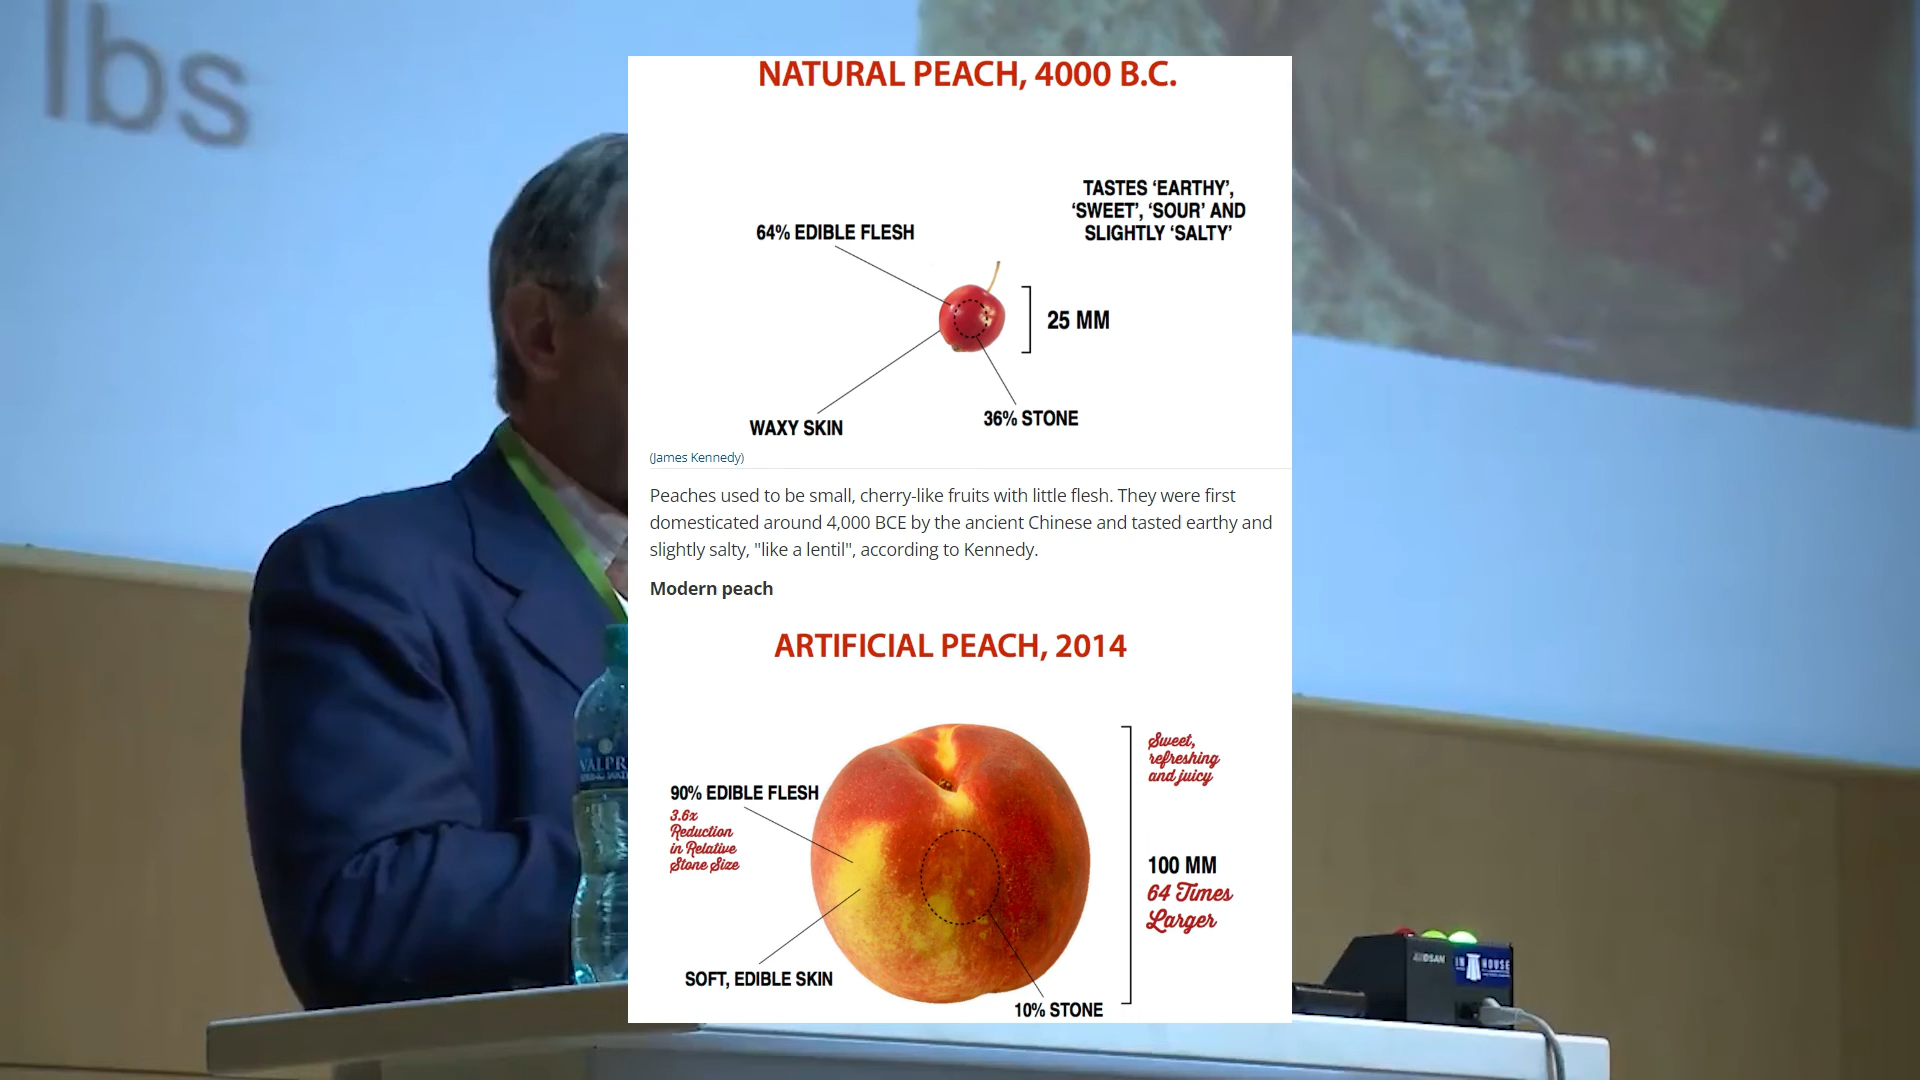 lbs
NATURAL PEACH, 4000 B.C.
TASTES ‘EARTHY’,
‘SWEET’, ‘SOUR’ AND
SLIGHTLY ‘SALTY’
64% EDIBLE FLESH
25 MM
36% STONE
WAXY SKIN
(James Kennedy)
Peaches used to be small, cherry-like fruits with little flesh. They were first
domesticated around 4,000 BCE by the ancient Chinese and tasted earthy and
slightly salty, "like a lentil", according to Kennedy.
Modern peach
ARTIFICIAL PEACH, 2014
Sweet,
refreshing
and juicy
90% EDIBLE FLESH
3.6x
Reduction
in Relative
Stone Size
100 MM
64 Times
Larger
SOFT, EDIBLE SKIN
10% STONE
VALPR
DSAN
IN HOUSE